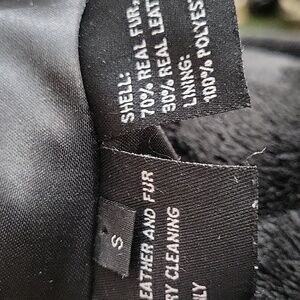 SHELL:
70% REAL FUR,
30% REAL LEAT
LINING:
100% POLYES
S
EATHER AND FUR
RY CLEANING
LY